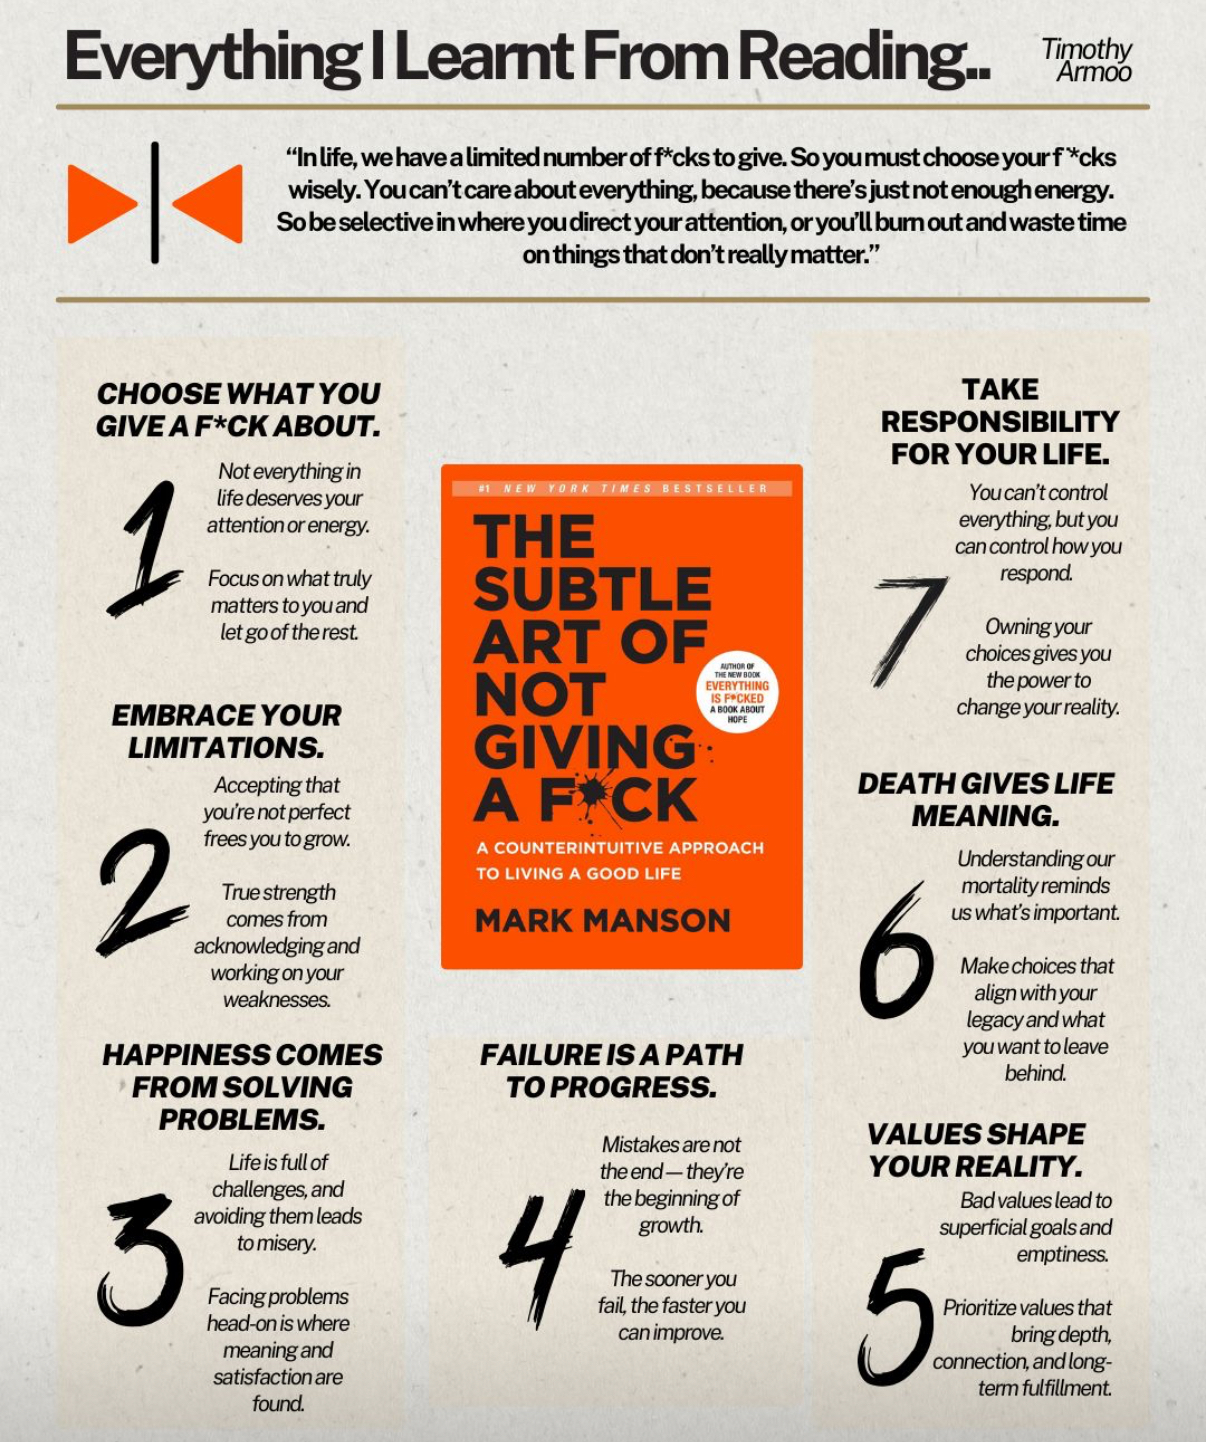 Everything I Learnt From Reading..
Timothy
Armoo
“In life, we have a limited number of f*cks to give. So you must choose your f *cks
wisely. You can’t care about everything, because there’s just not enough energy.
So be selective in where you direct your attention, or you’ll burn out and waste time
on things that don’t really matter.”
CHOOSE WHAT YOU
GIVE A F*CK ABOUT.
1
Not everything in
life deserves your
attention or energy.
Focus on what truly
matters to you and
let go of the rest.
EMBRACE YOUR
LIMITATIONS.
2
Accepting that
you’re not perfect
frees you to grow.
True strength
comes from
acknowledging and
working on your
weaknesses.
HAPPINESS COMES
FROM SOLVING
PROBLEMS.
3
Life is full of
challenges, and
avoiding them leads
to misery.
Facing problems
head-on is where
meaning and
satisfaction are
found.
#1 NEW YORK TIMES BESTSELLER
THE
SUBTLE
ART OF
NOT
GIVING
A F*CK
AUTHOR OF
THE NEW BOOK
EVERYTHING
IS F*CKED
A BOOK ABOUT
HOPE
A COUNTERINTUITIVE APPROACH
TO LIVING A GOOD LIFE
MARK MANSON
FAILURE IS A PATH
TO PROGRESS.
4
Mistakes are not
the end — they’re
the beginning of
growth.
The sooner you
fail, the faster you
can improve.
VALUES SHAPE
YOUR REALITY.
5
Bad values lead to
superficial goals and
emptiness.
Prioritize values that
bring depth,
connection, and long-
term fulfillment.
DEATH GIVES LIFE
MEANING.
6
Understanding our
mortality reminds
us what’s important.
Make choices that
align with your
legacy and what
you want to leave
behind.
TAKE
RESPONSIBILITY
FOR YOUR LIFE.
7
You can’t control
everything, but you
can control how you
respond.
Owning your
choices gives you
the power to
change your reality.